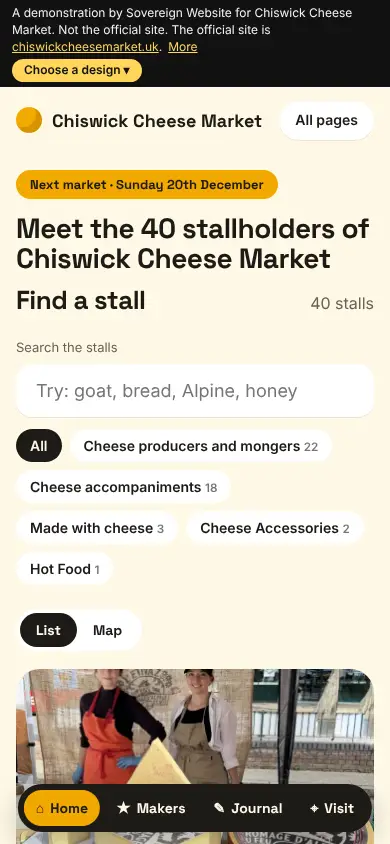 A demonstration by Sovereign Website for Chiswick Cheese
Market. Not the official site. The official site is
chiswickcheesemarket.uk. More
Choose a design ▾
Chiswick Cheese Market
All pages
Next market · Sunday 20th December
Meet the 40 stallholders of
Chiswick Cheese Market
Find a stall
40 stalls
Search the stalls
Try: goat, bread, Alpine, honey
All
Cheese producers and mongers 22
Cheese accompaniments 18
Made with cheese 3
Cheese Accessories 2
Hot Food 1
List
Map
⌂ Home
★ Makers
✎ Journal
⌖ Visit